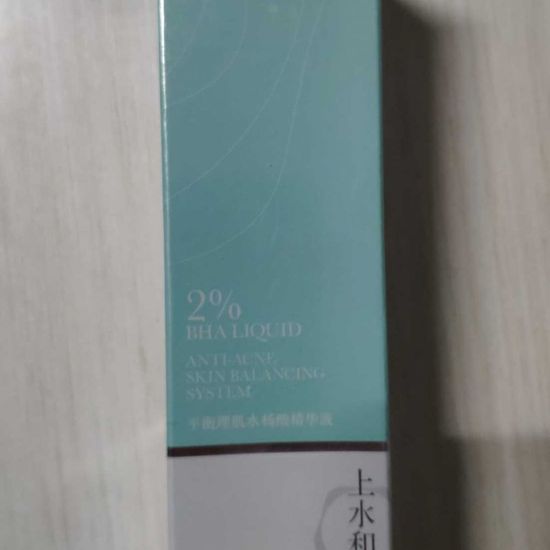 2%
BHA LIQUID
ANTI-ACNE
SKIN BALANCING
SYSTEM
平衡理肌水杨酸精华液
上水和